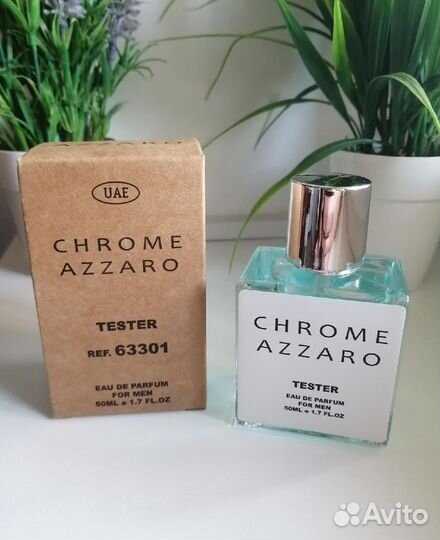 UAE
CHROME
AZZARO
TESTER
REF. 63301
EAU DE PARFUM
FOR MEN
50ML e 1.7 FL.OZ
CHROME
AZZARO
TESTER
EAU DE PARFUM
FOR MEN
50ML e 1.7 FL.OZ
Avito